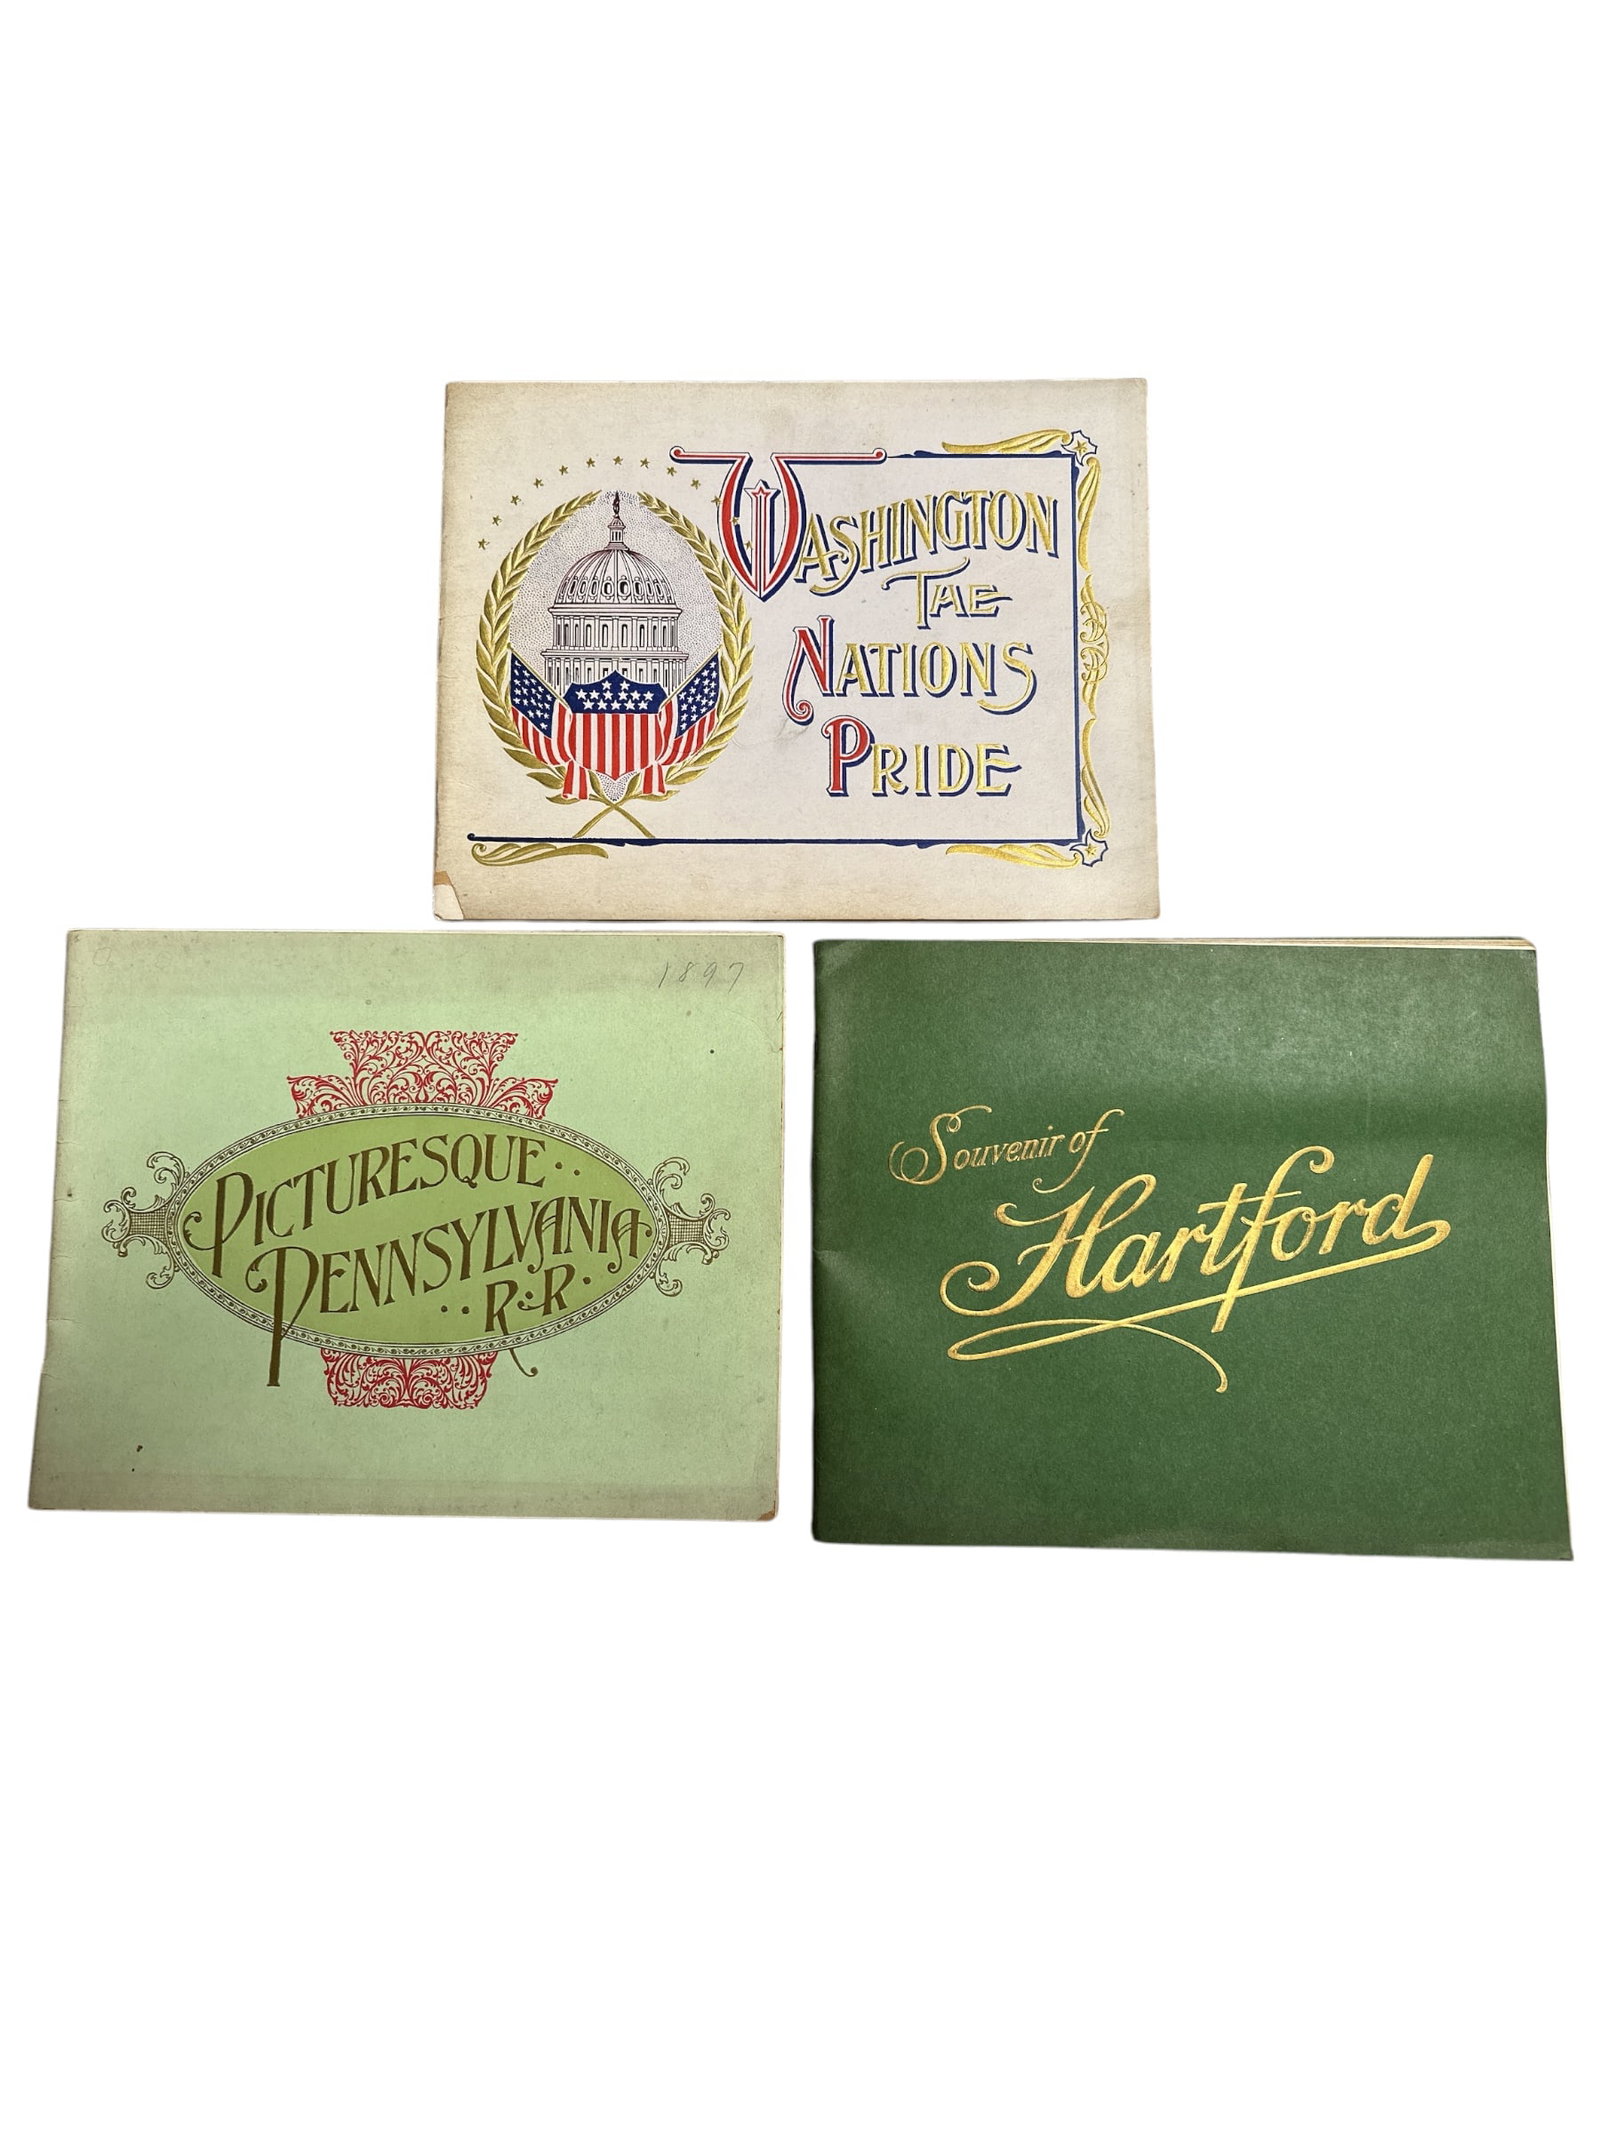 WASHINGTON
THE
NATIONS
PRIDE
1897
PICTURESQUE
PENNSYLVANIA
R. R.
Souvenir of
Hartford